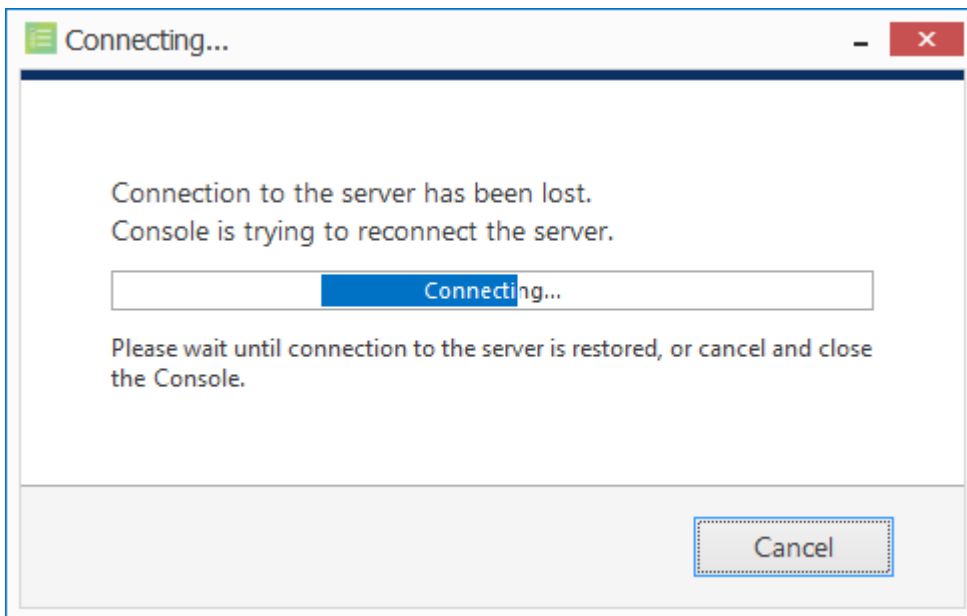 Connecting...
Connection to the server has been lost.
Console is trying to reconnect the server.
Connecting...
Please wait until connection to the server is restored, or cancel and close
the Console.
Cancel